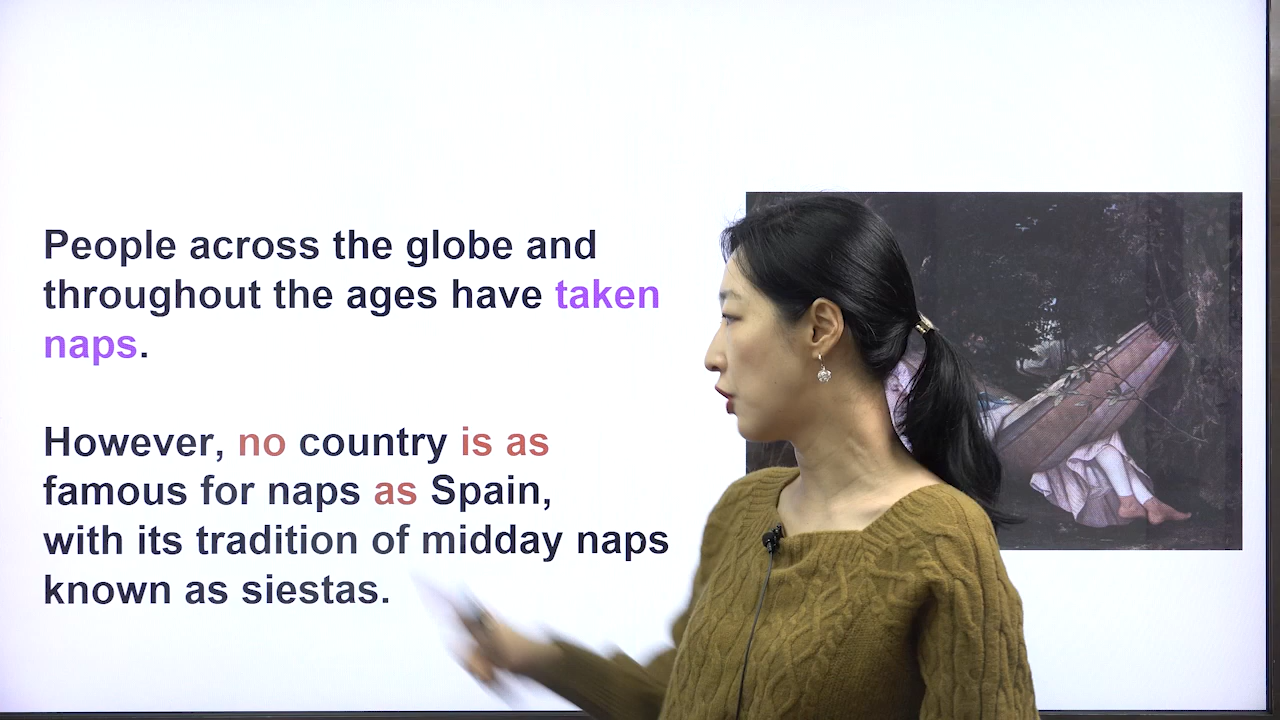 People across the globe and
throughout the ages have taken
naps.
However, no country is as
famous for naps as Spain,
with its tradition of midday naps
known as siestas.